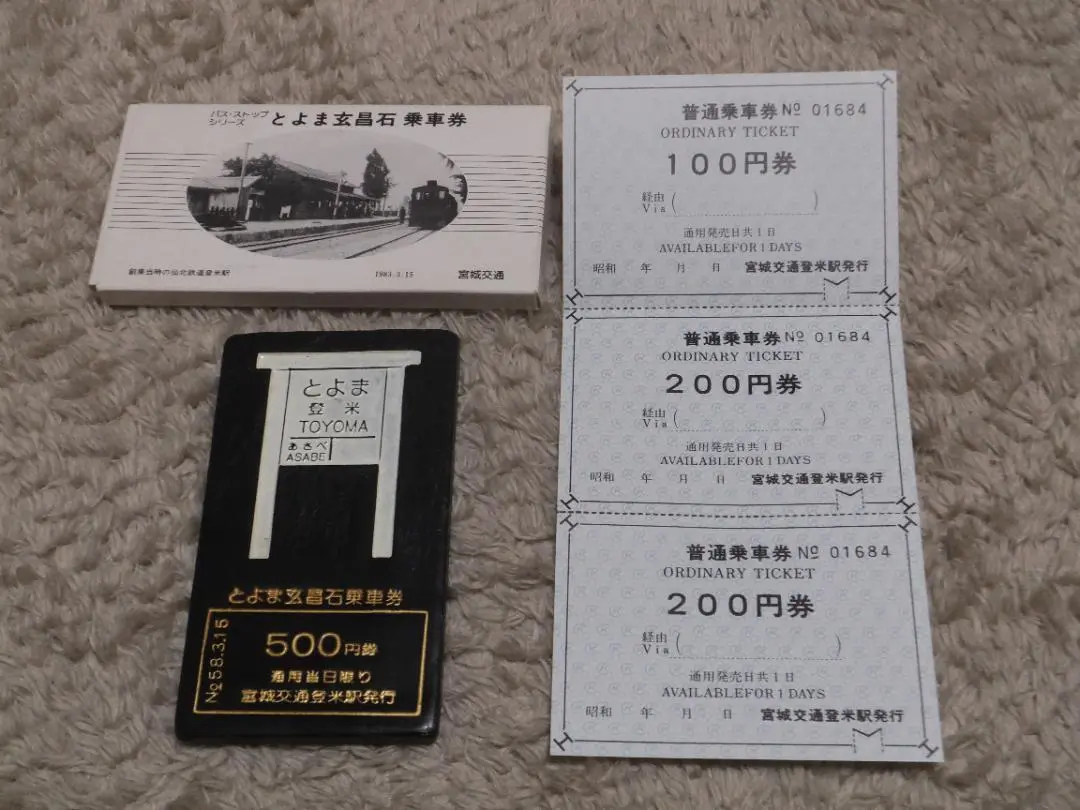 バス・ストップ
シリーズ
とよま玄昌石 乗車券
創業当時の仙北鉄道登米駅
1983.3.15
宮城交通
とよま
登米
TOYOMA
あさべ
ASABE
とよま玄昌石乗車券
№58.3.15
500円券
通用当日限り
宮城交通登米駅発行
普通乗車券 № 01684
ORDINARY TICKET
100円券
経由
Via ( )
通用発売日共1日
AVAILABLEFOR 1 DAYS
昭和 年 月 日 宮城交通登米駅発行
普通乗車券 № 01684
ORDINARY TICKET
200円券
経由
Via ( )
通用発売日共1日
AVAILABLEFOR 1 DAYS
昭和 年 月 日 宮城交通登米駅発行
普通乗車券 № 01684
ORDINARY TICKET
200円券
経由
Via ( )
通用発売日共1日
AVAILABLEFOR 1 DAYS
昭和 年 月 日 宮城交通登米駅発行